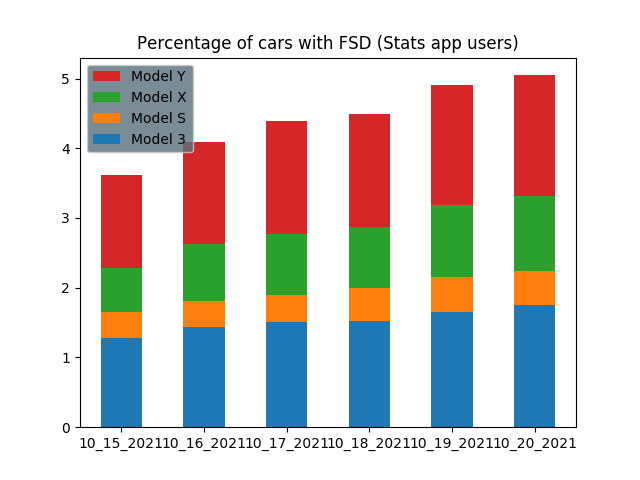 Percentage of cars with FSD (Stats app users)
Model Y
Model X
Model S
Model 3
5
4
3
2
1
0
10_15_2021 10_16_2021 10_17_2021 10_18_2021 10_19_2021 10_20_2021